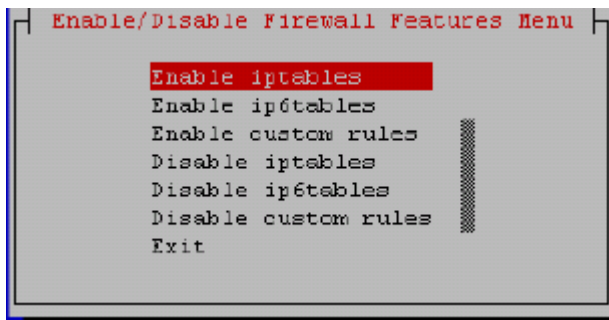 Enable/Disable Firewall Features Menu
Enable iptables
Enable ip6tables
Enable custom rules
Disable iptables
Disable ip6tables
Disable custom rules
Exit